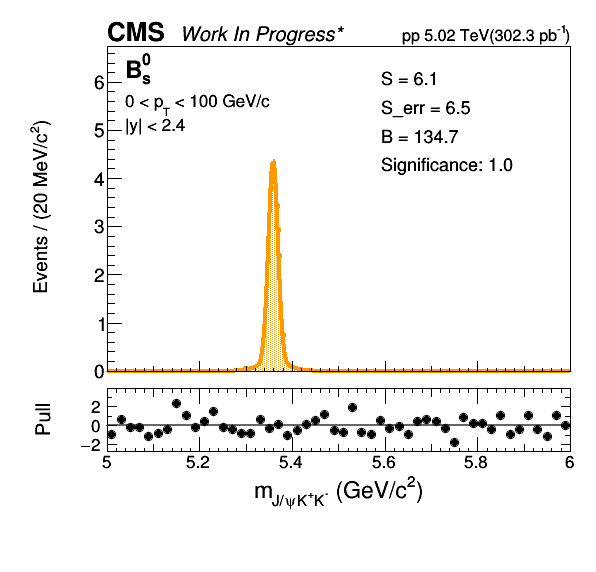 CMS Work In Progress* pp 5.02 TeV(302.3 pb⁻¹)
B⁰ₛ
0 < p_T < 100 GeV/c
|y| < 2.4
S = 6.1
S_err = 6.5
B = 134.7
Significance: 1.0
Events / (20 MeV/c²)
6
5
4
3
2
1
0
Pull
2
0
−2
5 5.2 5.4 5.6 5.8 6
m_{J/ψK⁺K⁻} (GeV/c²)